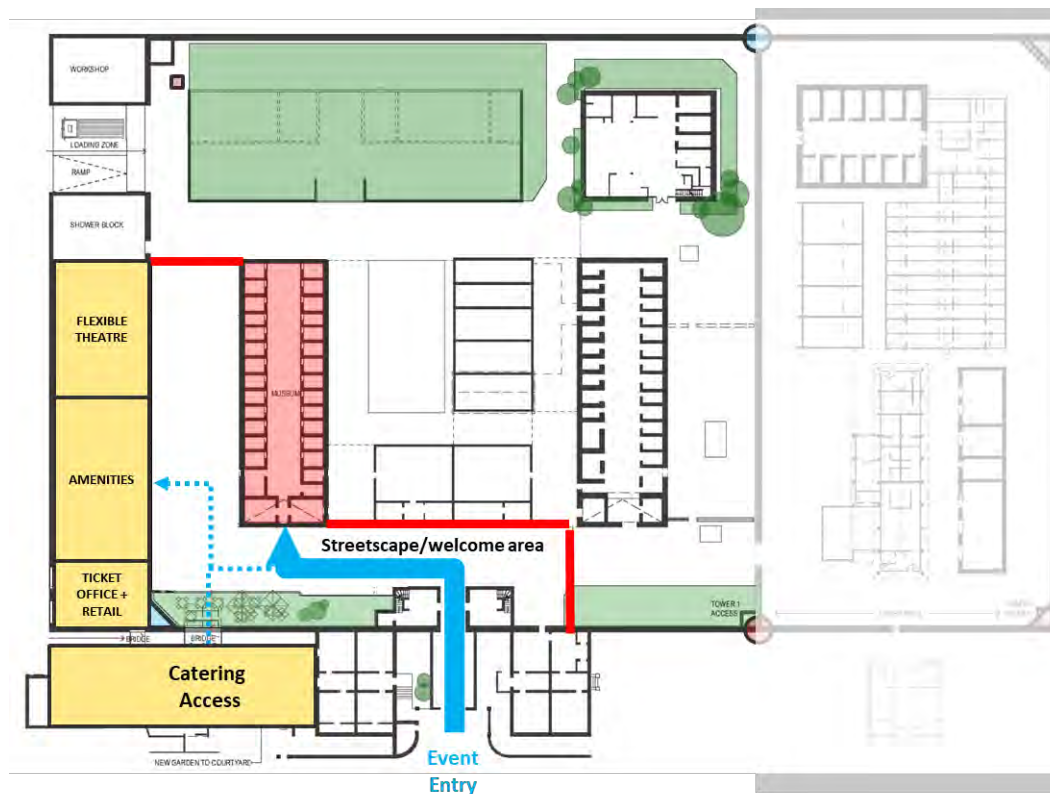 WORKSHOP
LOADING ZONE
RAMP
SHOWER BLOCK
FLEXIBLE
THEATRE
MUSEUM
AMENITIES
Streetscape/welcome area
TICKET
OFFICE +
RETAIL
TOWER 1
ACCESS
BRIDGE
BRIDGE
Catering
Access
Event
Entry
NEW GARDEN TO COURTYARD